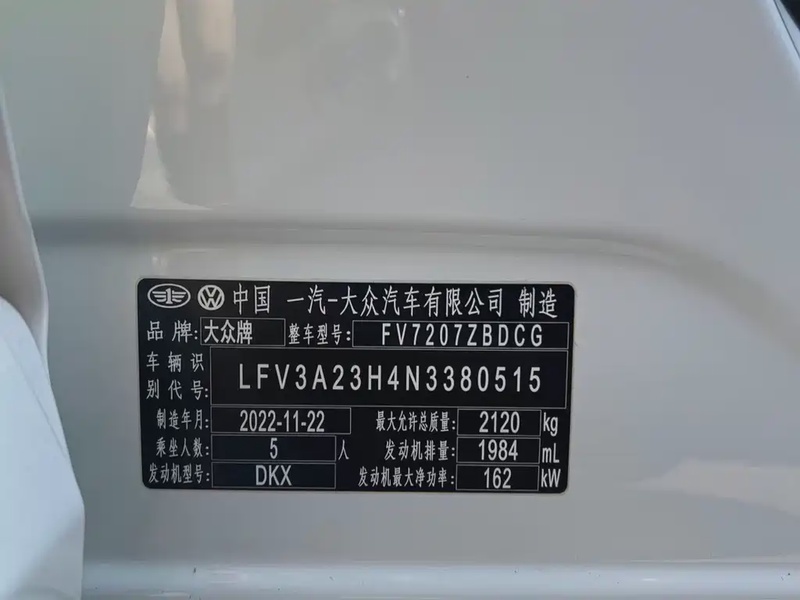 中国 一汽-大众汽车有限公司 制造
品牌: 大众牌 整车型号: FV7207ZBDCG
车辆识别代号: LFV3A23H4N3380515
制造年月: 2022-11-22 最大允许总质量: 2120 kg
乘坐人数: 5 人 发动机排量: 1984 mL
发动机型号: DKX 发动机最大净功率: 162 kW